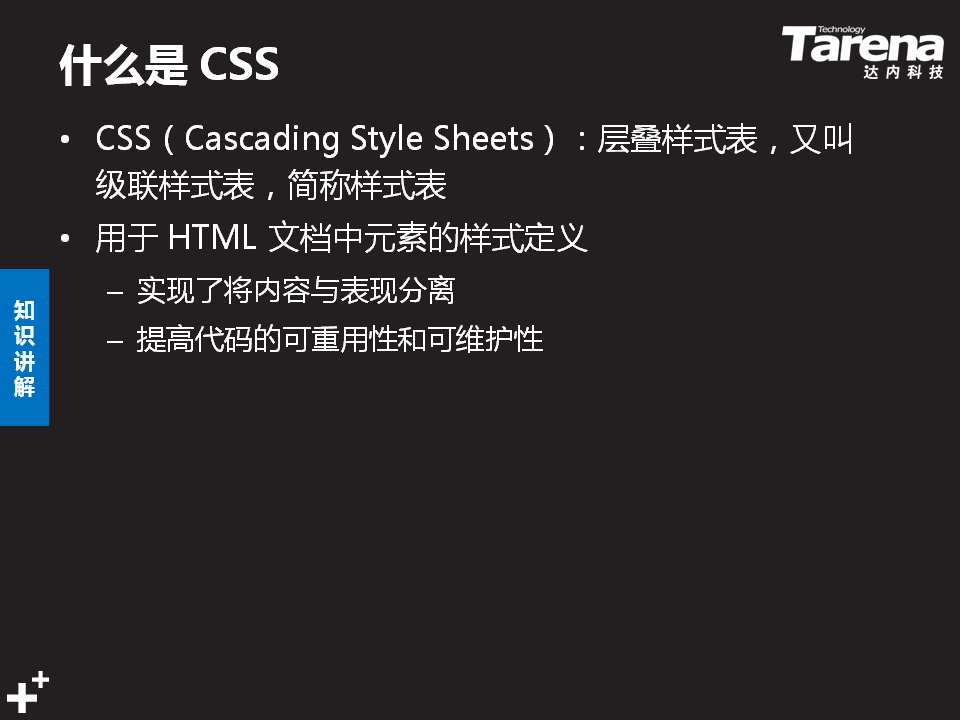 什么是 CSS
Technology
Tarena
达内科技
• CSS（Cascading Style Sheets）：层叠样式表，又叫
级联样式表，简称样式表
• 用于 HTML 文档中元素的样式定义
– 实现了将内容与表现分离
– 提高代码的可重用性和可维护性
知
识
讲
解